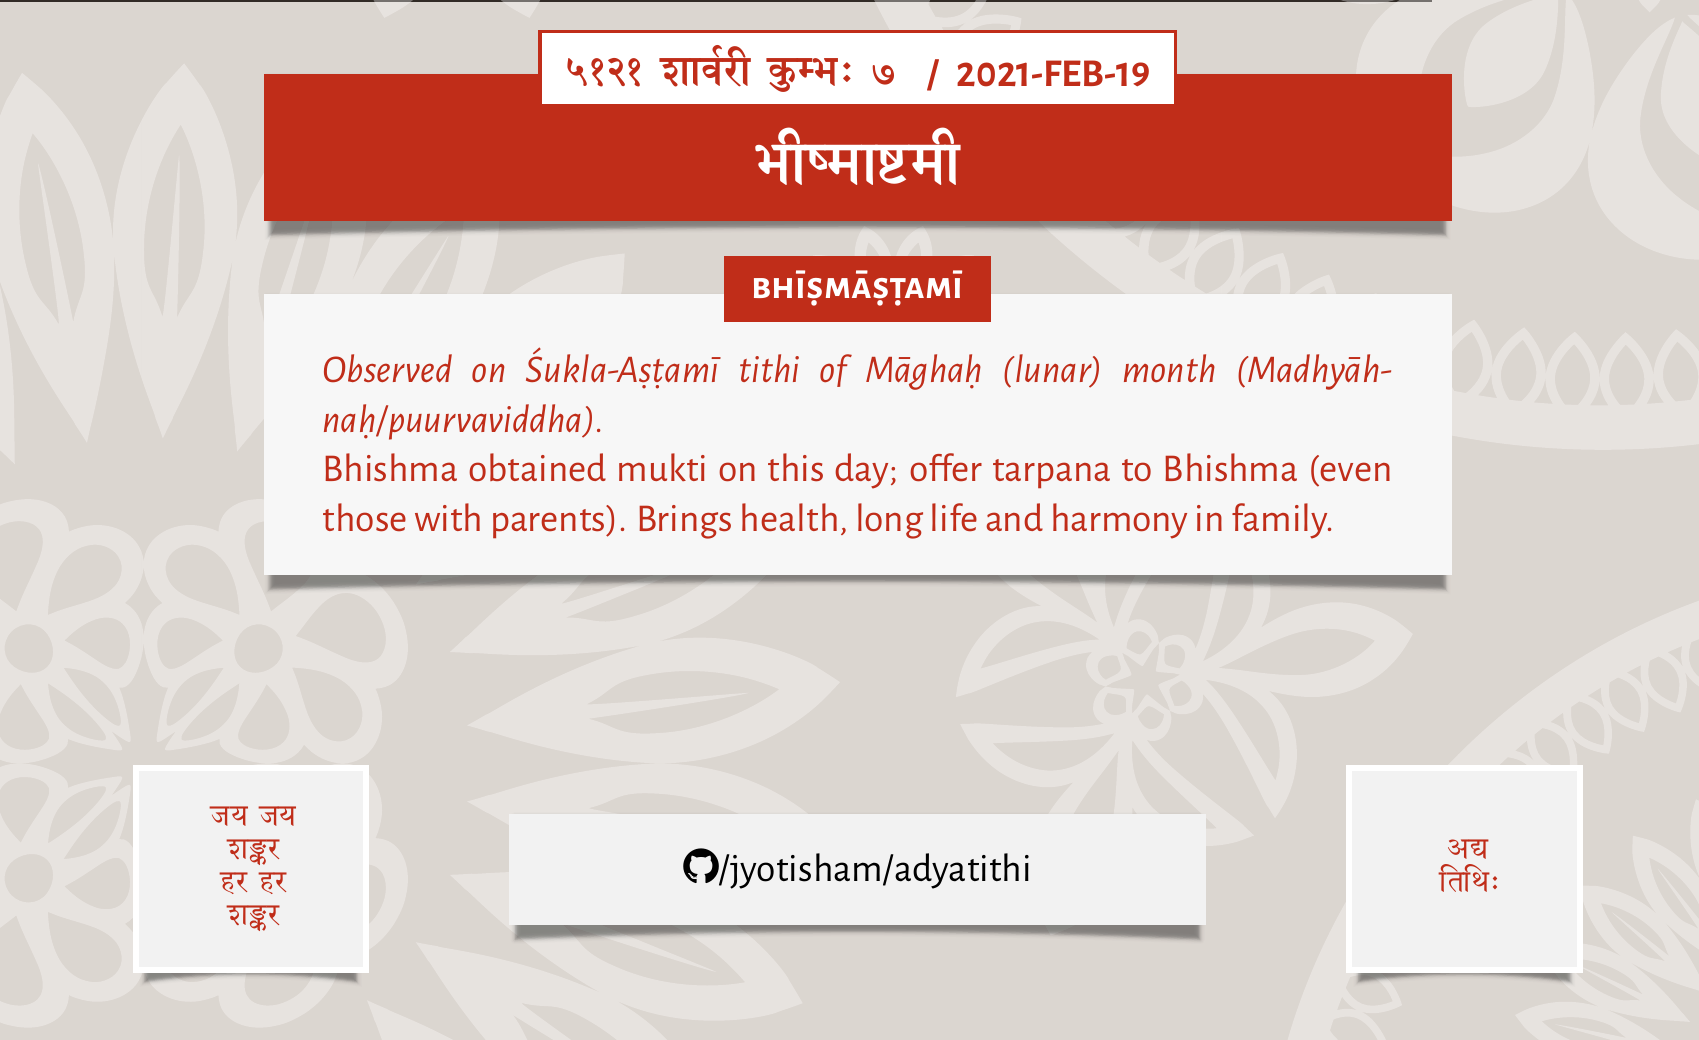 ५१२१ शार्वरी कुम्भः ७ / 2021-FEB-19
भीष्माष्टमी
BHĪṢMĀṢṬAMĪ
Observed on Śukla-Aṣṭamī tithi of Māghaḥ (lunar) month (Madhyāh-
naḥ/puurvaviddha).
Bhishma obtained mukti on this day; offer tarpana to Bhishma (even
those with parents). Brings health, long life and harmony in family.
जय जय
शङ्कर
हर हर
शङ्कर
/jyotisham/adyatithi
अद्य
तिथिः